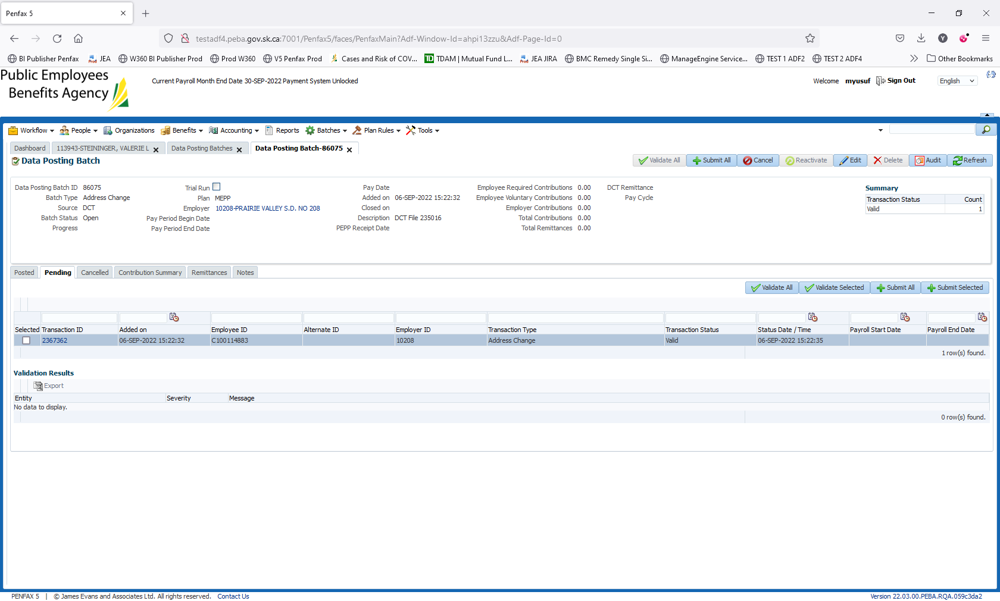 Penfax 5
testadf4.peba.gov.sk.ca:7001/Penfax5/faces/PenfaxMain?Adf-Window-Id=ahpi13zzu&Adf-Page-Id=0
Y
BI Publisher Penfax JEA W360 BI Publisher Prod Prod W360 V5 Penfax Prod Cases and Risk of COV... TD TDAM | Mutual Fund L... JEA JIRA BMC Remedy Single Si... ManageEngine Service... TEST 1 ADF2 TEST 2 ADF4 Other Bookmarks
Public Employees
Benefits Agency
Current Payroll Month End Date 30-SEP-2022 Payment System Unlocked
Welcome myusuf Sign Out English
Workflow People Organizations Benefits Accounting Reports Batches Plan Rules Tools
Dashboard 113943-STEININGER, VALERIE L Data Posting Batches Data Posting Batch-86075
Data Posting Batch
Validate All Submit All Cancel Reactivate Edit Delete Audit Refresh
Data Posting Batch ID 86075
Batch Type Address Change
Source DCT
Batch Status Open
Progress
Trial Run
Plan MEPP
Employer 10208-PRAIRIE VALLEY S.D. NO 208
Pay Period Begin Date
Pay Period End Date
Pay Date
Added on 06-SEP-2022 15:22:32
Closed on
Description DCT File 235016
PEPP Receipt Date
Employee Required Contributions 0.00
Employee Voluntary Contributions 0.00
Employer Contributions 0.00
Total Contributions 0.00
Total Remittances 0.00
DCT Remittance
Pay Cycle
Summary
Transaction Status Count
Valid 1
Posted Pending Cancelled Contribution Summary Remittances Notes
Validate All Validate Selected Submit All Submit Selected
Selected Transaction ID Added on Employee ID Alternate ID Employer ID Transaction Type Transaction Status Status Date / Time Payroll Start Date Payroll End Date
2367362 06-SEP-2022 15:22:32 C100114883 10208 Address Change Valid 06-SEP-2022 15:22:35
1 row(s) found.
Validation Results
Export
Entity Severity Message
No data to display.
0 row(s) found.
PENFAX 5 | © James Evans and Associates Ltd. All rights reserved. Contact Us
Version 22.03.00.PEBA.RQA.059c3da2